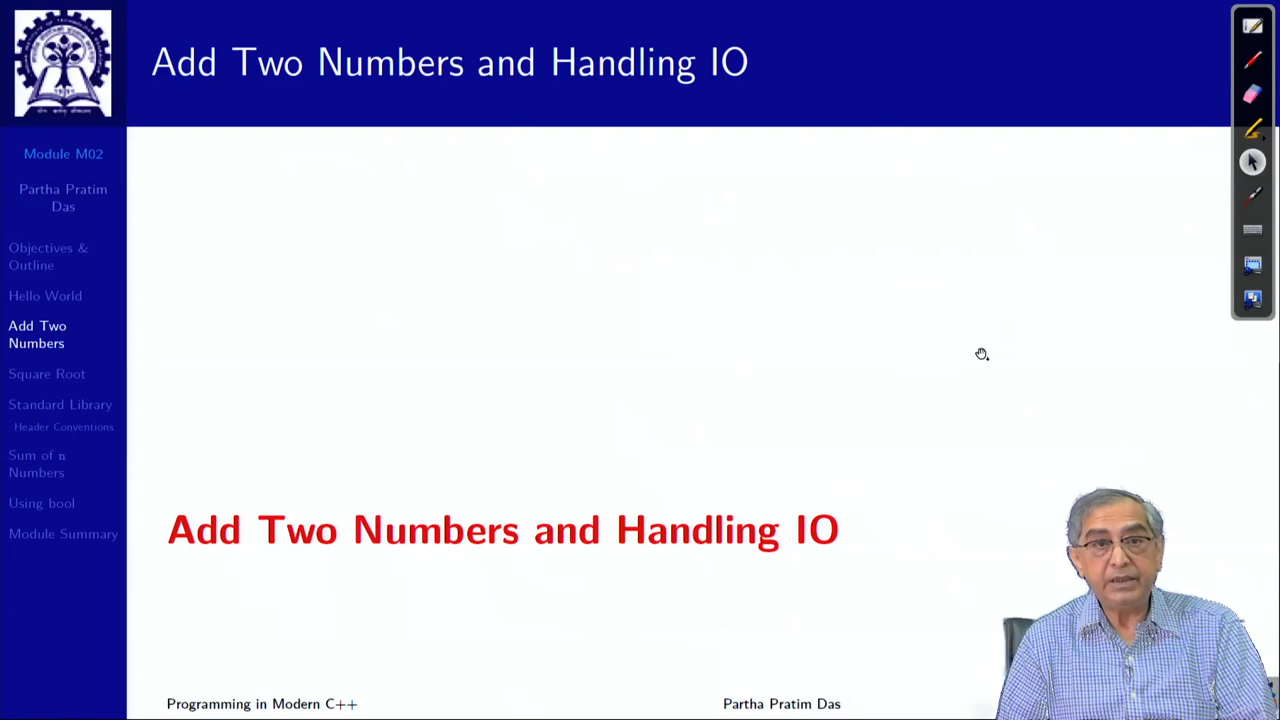 Add Two Numbers and Handling IO
Module M02
Partha Pratim
Das
Objectives &
Outline
Hello World
Add Two
Numbers
Square Root
Standard Library
Header Conventions
Sum of n
Numbers
Using bool
Module Summary
Add Two Numbers and Handling IO
Programming in Modern C++
Partha Pratim Das